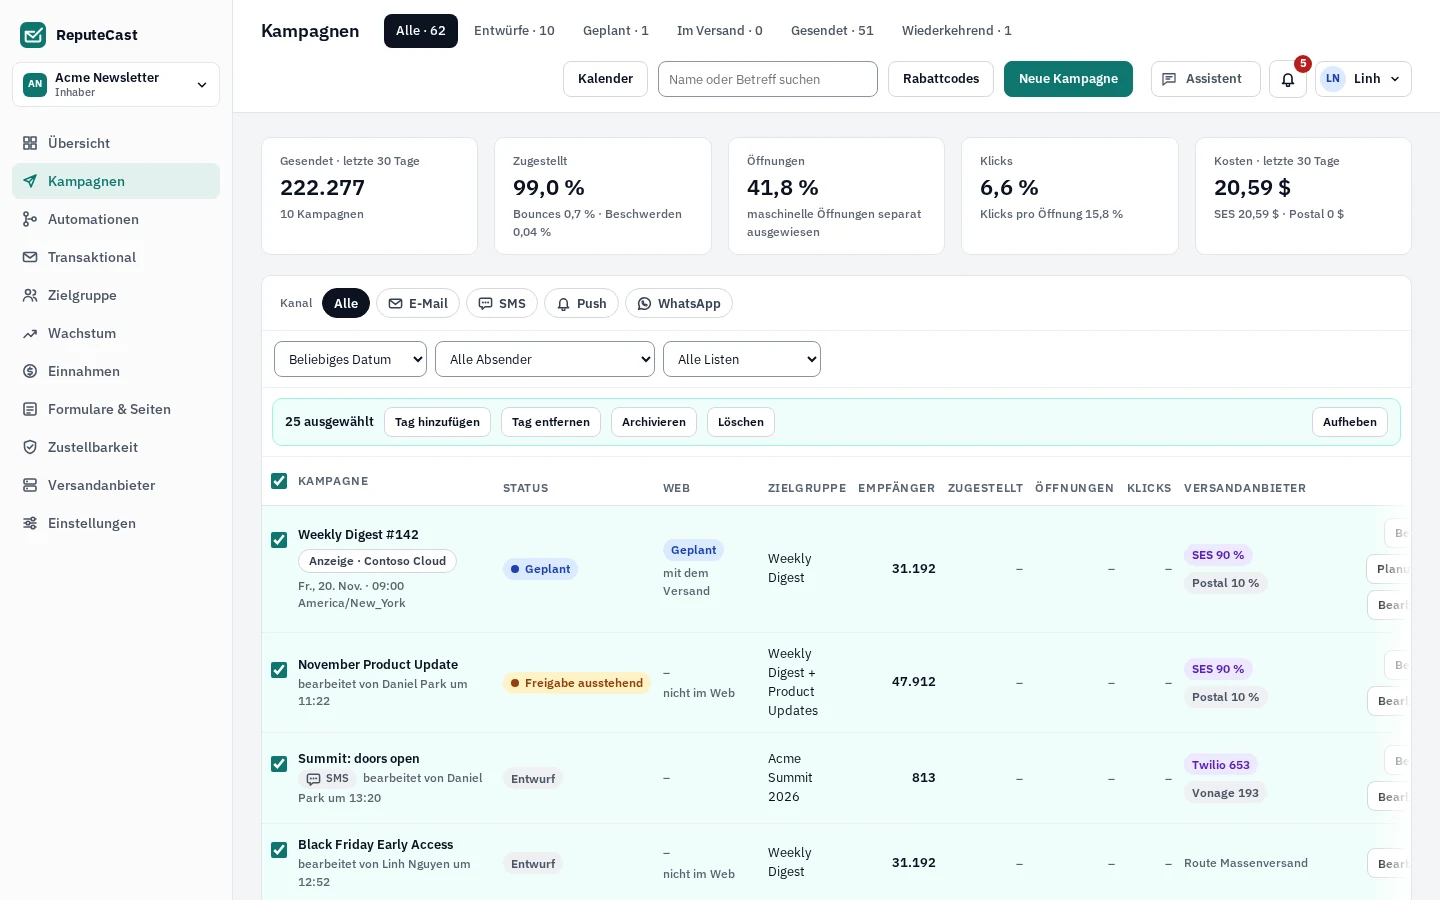 ReputeCast
AN
Acme Newsletter
Inhaber
Übersicht
Kampagnen
Automationen
Transaktional
Zielgruppe
Wachstum
Einnahmen
Formulare & Seiten
Zustellbarkeit
Versandanbieter
Einstellungen
Kampagnen
Alle · 62
Entwürfe · 10
Geplant · 1
Im Versand · 0
Gesendet · 51
Wiederkehrend · 1
Kalender
Name oder Betreff suchen
Rabattcodes
Neue Kampagne
Assistent
5
LN
Linh
Gesendet · letzte 30 Tage
222.277
10 Kampagnen
Zugestellt
99,0 %
Bounces 0,7 % · Beschwerden
0,04 %
Öffnungen
41,8 %
maschinelle Öffnungen separat
ausgewiesen
Klicks
6,6 %
Klicks pro Öffnung 15,8 %
Kosten · letzte 30 Tage
20,59 $
SES 20,59 $ · Postal 0 $
Kanal
Alle
E-Mail
SMS
Push
WhatsApp
Beliebiges Datum
Alle Absender
Alle Listen
25 ausgewählt
Tag hinzufügen
Tag entfernen
Archivieren
Löschen
Aufheben
KAMPAGNE
STATUS
WEB
ZIELGRUPPE
EMPFÄNGER
ZUGESTELLT
ÖFFNUNGEN
KLICKS
VERSANDANBIETER
Weekly Digest #142
Anzeige · Contoso Cloud
Fr., 20. Nov. · 09:00
America/New_York
Geplant
Geplant
mit dem
Versand
Weekly
Digest
31.192
–
–
–
SES 90 %
Postal 10 %
Be
Planu
Bearl
November Product Update
bearbeitet von Daniel Park um
11:22
Freigabe ausstehend
–
nicht im Web
Weekly
Digest +
Product
Updates
47.912
–
–
–
SES 90 %
Postal 10 %
Be
Bearl
Summit: doors open
SMS bearbeitet von Daniel
Park um 13:20
Entwurf
–
Acme
Summit
2026
813
–
–
–
Twilio 653
Vonage 193
Be
Bearl
Black Friday Early Access
bearbeitet von Linh Nguyen um
12:52
Entwurf
–
nicht im Web
Weekly
Digest
31.192
–
–
–
Route Massenversand
Bearl